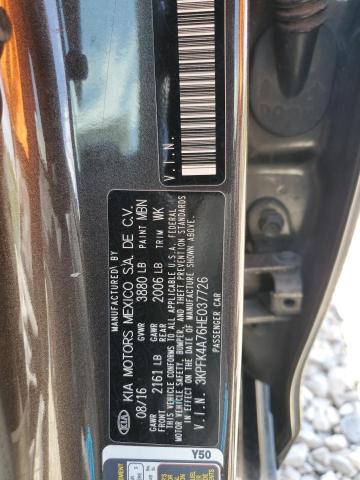 V.I.N.
MANUFACTURED BY
KIA KIA MOTORS MEXICO S.A. DE C.V.
08/16 GVWR 3880 LB PAINT MBN
GAWR FRONT 2161 LB GAWR REAR 2006 LB TRIM WK
THIS VEHICLE CONFORMS TO ALL APPLICABLE U.S.A. FEDERAL
MOTOR VEHICLE SAFETY, BUMPER, AND THEFT PREVENTION STANDARDS
IN EFFECT ON THE DATE OF MANUFACTURE SHOWN ABOVE.
V.I.N. 3KPFK4A76HE037726
PASSENGER CAR
Y50